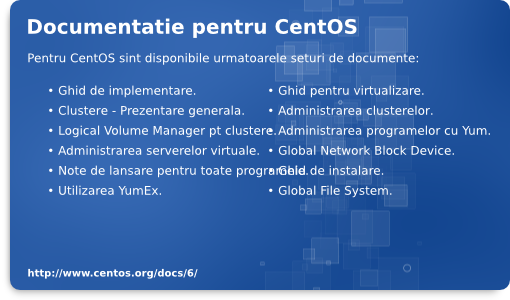 Documentatie pentru CentOS
Pentru CentOS sint disponibile urmatoarele seturi de documente:
• Ghid de implementare.
• Clustere - Prezentare generala.
• Logical Volume Manager pt clustere.
• Administrarea serverelor virtuale.
• Note de lansare pentru toate programele.
• Utilizarea YumEx.
• Ghid pentru virtualizare.
• Administrarea clusterelor.
• Administrarea programelor cu Yum.
• Global Network Block Device.
• Ghid de instalare.
• Global File System.
http://www.centos.org/docs/6/